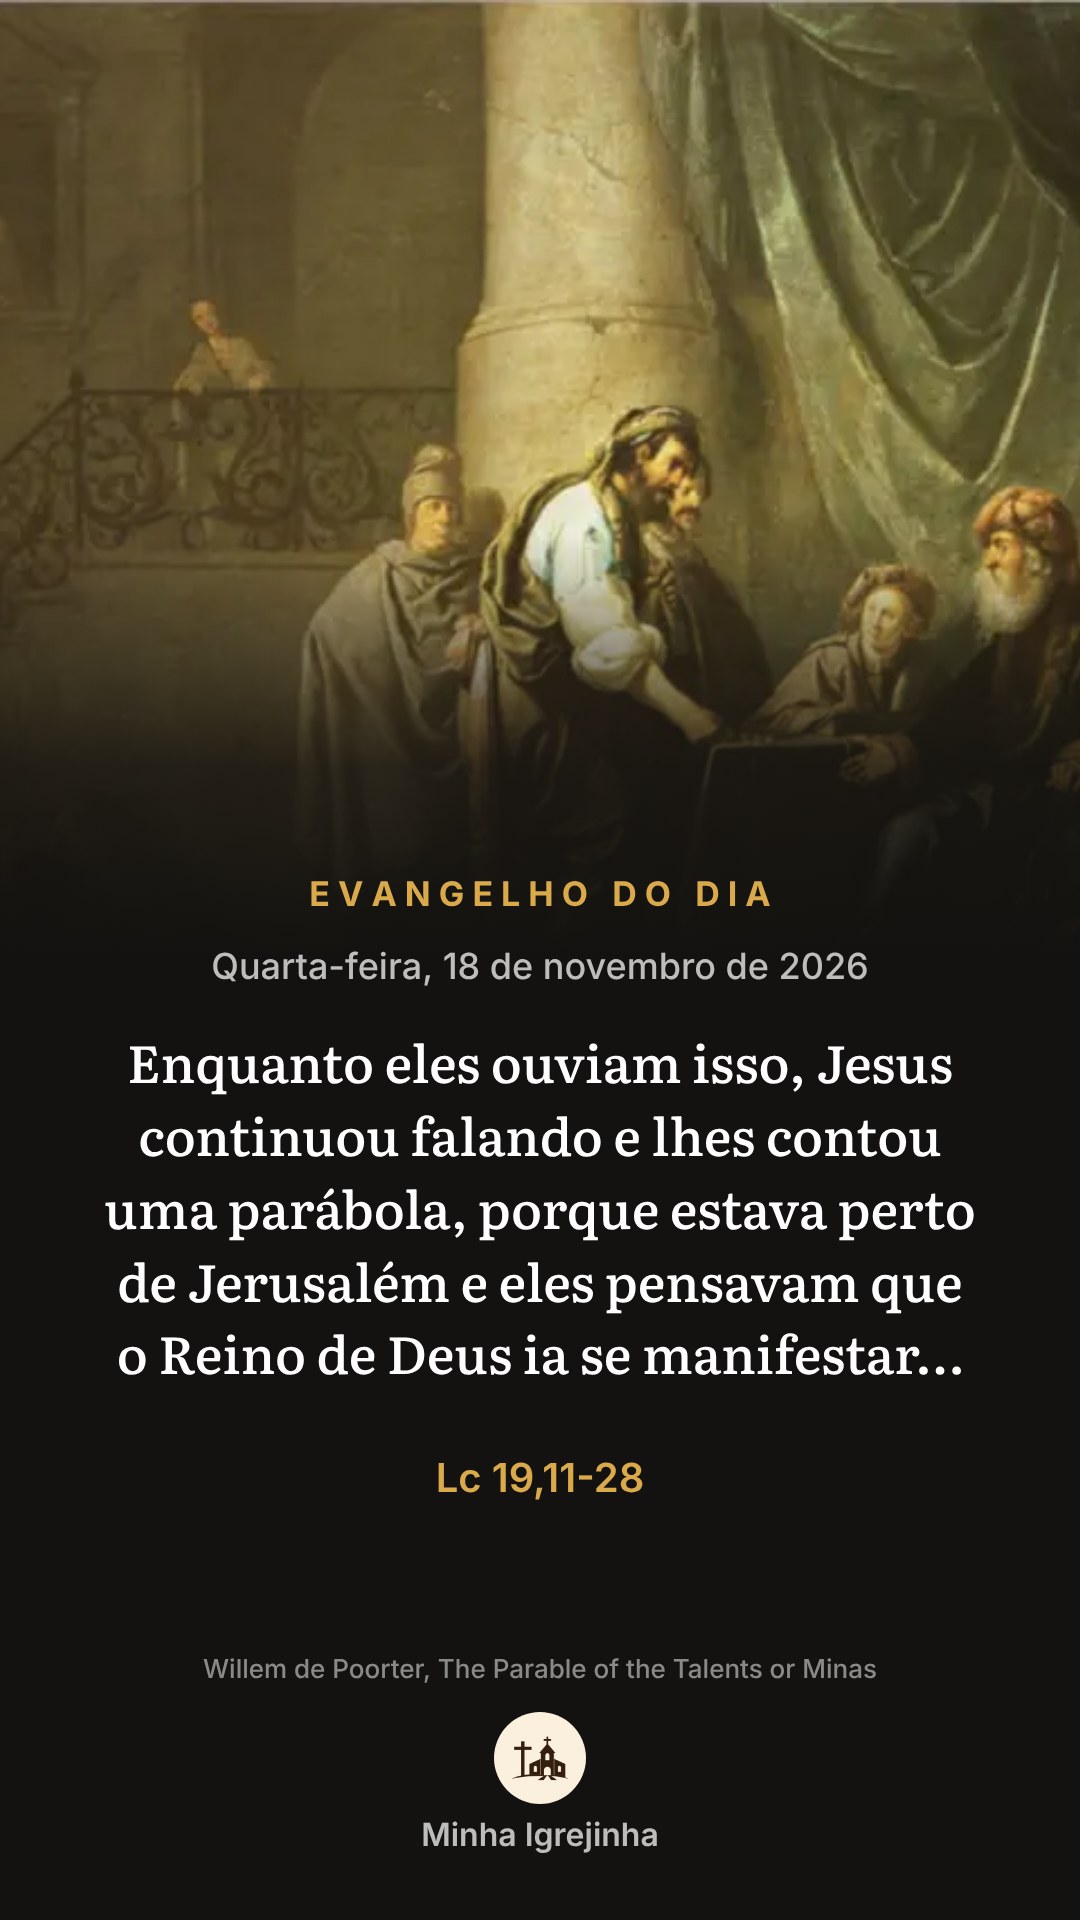 EVANGELHO DO DIA
Quarta-feira, 18 de novembro de 2026
Enquanto eles ouviam isso, Jesus
continuou falando e lhes contou
uma parábola, porque estava perto
de Jerusalém e eles pensavam que
o Reino de Deus ia se manifestar...
Lc 19,11-28
Willem de Poorter, The Parable of the Talents or Minas
Minha Igrejinha